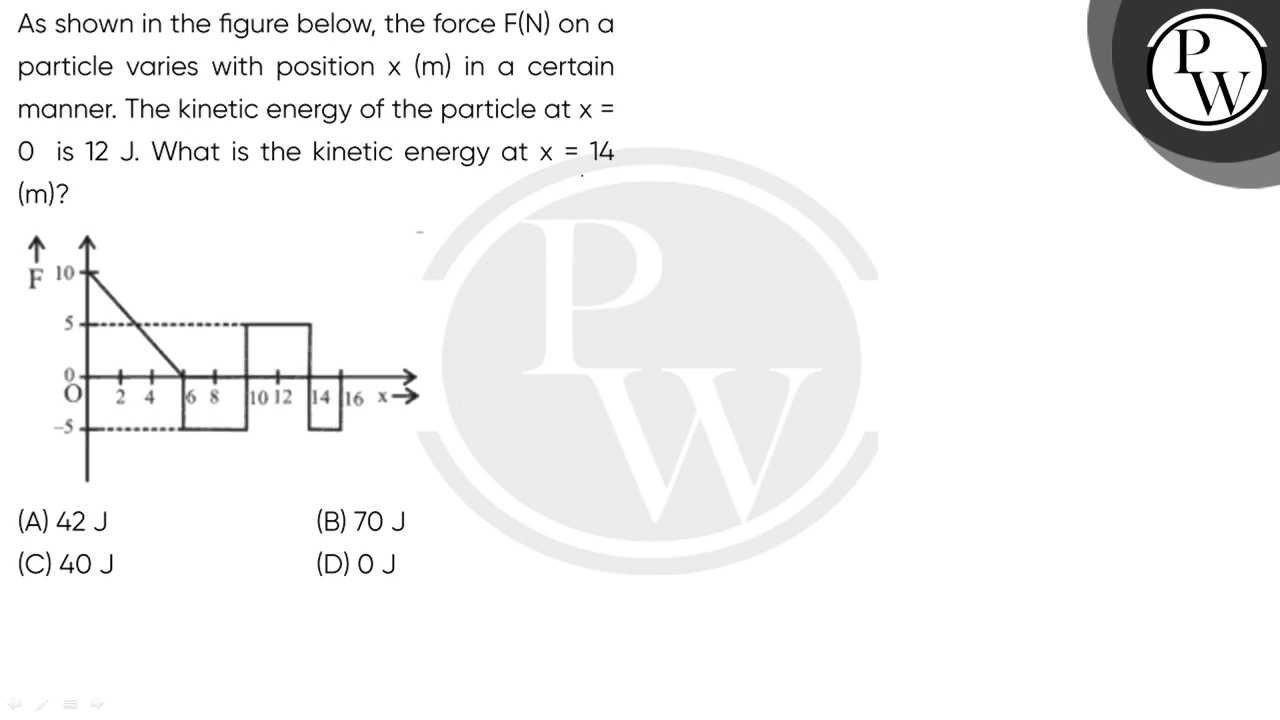 As shown in the figure below, the force F(N) on a
particle varies with position x (m) in a certain
manner. The kinetic energy of the particle at x =
0 is 12 J. What is the kinetic energy at x = 14
(m)?
P
W
F 10
5
0
O 2 4 6 8 10 12 14 16 x
-5
(A) 42 J (B) 70 J
(C) 40 J (D) 0 J
P
W